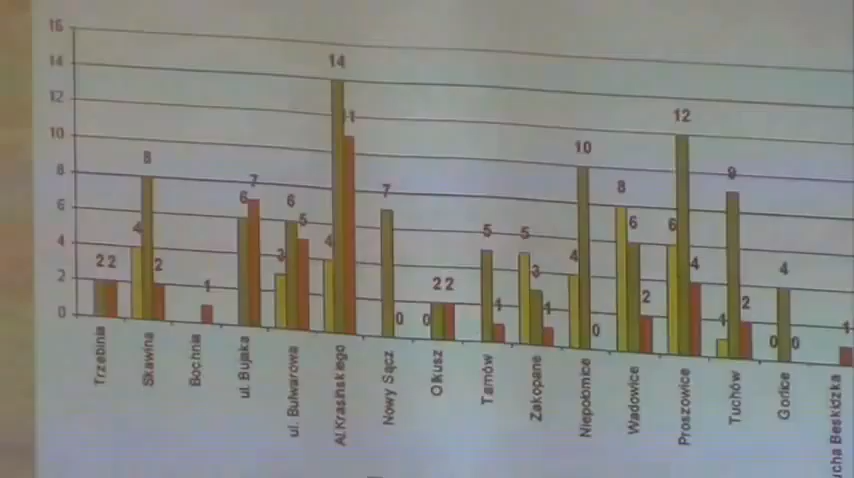 16
14
12
10
8
6
4
2
0
2 2
4 8 2
1
6 7
3 6 5
4 14 11
7 0
0 2 2
5 1
5 3 1
4 10 0
8 6 2
6 12 4
1 9 2
0 4 0
1
Trzebinia
Skawina
Bochnia
ul. Bujaka
ul. Bulwarowa
Al.Krasińskiego
Nowy Sącz
Olkusz
Tarnów
Zakopane
Niepołomice
Wadowice
Proszowice
Tuchów
Gorlice
ucha Beskidzka